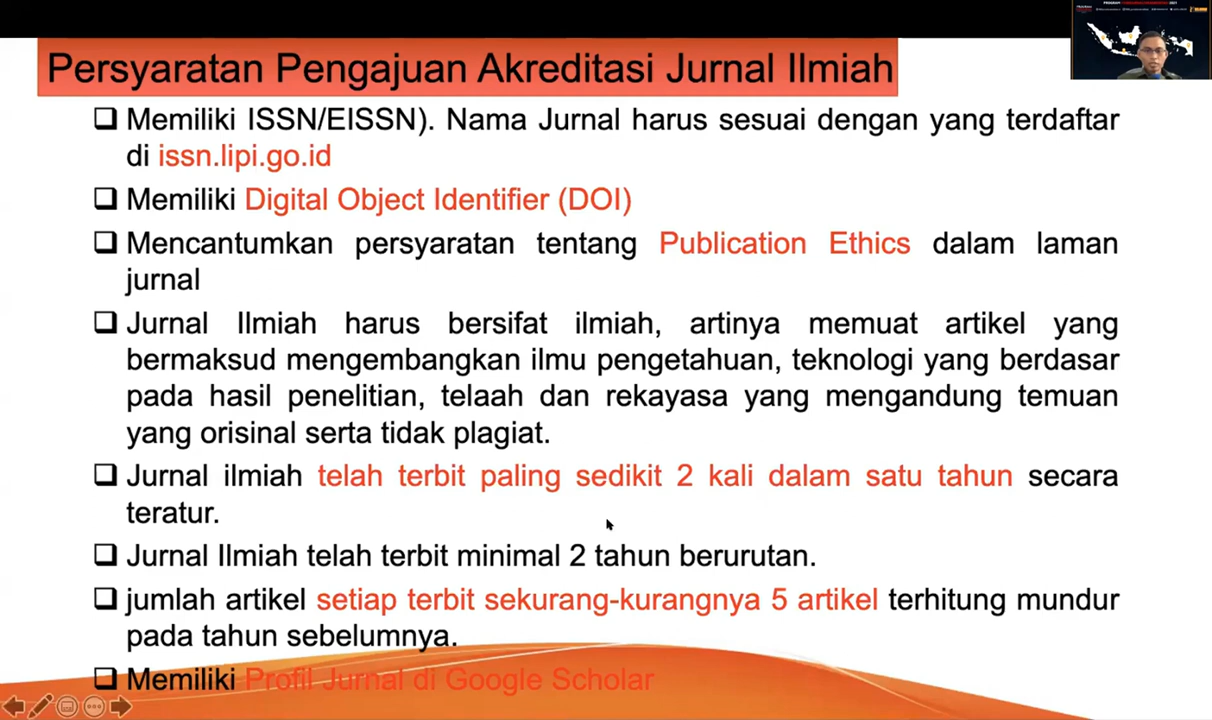 Persyaratan Pengajuan Akreditasi Jurnal Ilmiah
Memiliki ISSN/EISSN). Nama Jurnal harus sesuai dengan yang terdaftar
di issn.lipi.go.id
Memiliki Digital Object Identifier (DOI)
Mencantumkan persyaratan tentang Publication Ethics dalam laman
jurnal
Jurnal Ilmiah harus bersifat ilmiah, artinya memuat artikel yang
bermaksud mengembangkan ilmu pengetahuan, teknologi yang berdasar
pada hasil penelitian, telaah dan rekayasa yang mengandung temuan
yang orisinal serta tidak plagiat.
Jurnal ilmiah telah terbit paling sedikit 2 kali dalam satu tahun secara
teratur.
Jurnal Ilmiah telah terbit minimal 2 tahun berurutan.
jumlah artikel setiap terbit sekurang-kurangnya 5 artikel terhitung mundur
pada tahun sebelumnya.
Memiliki Profil Jurnal di Google Scholar